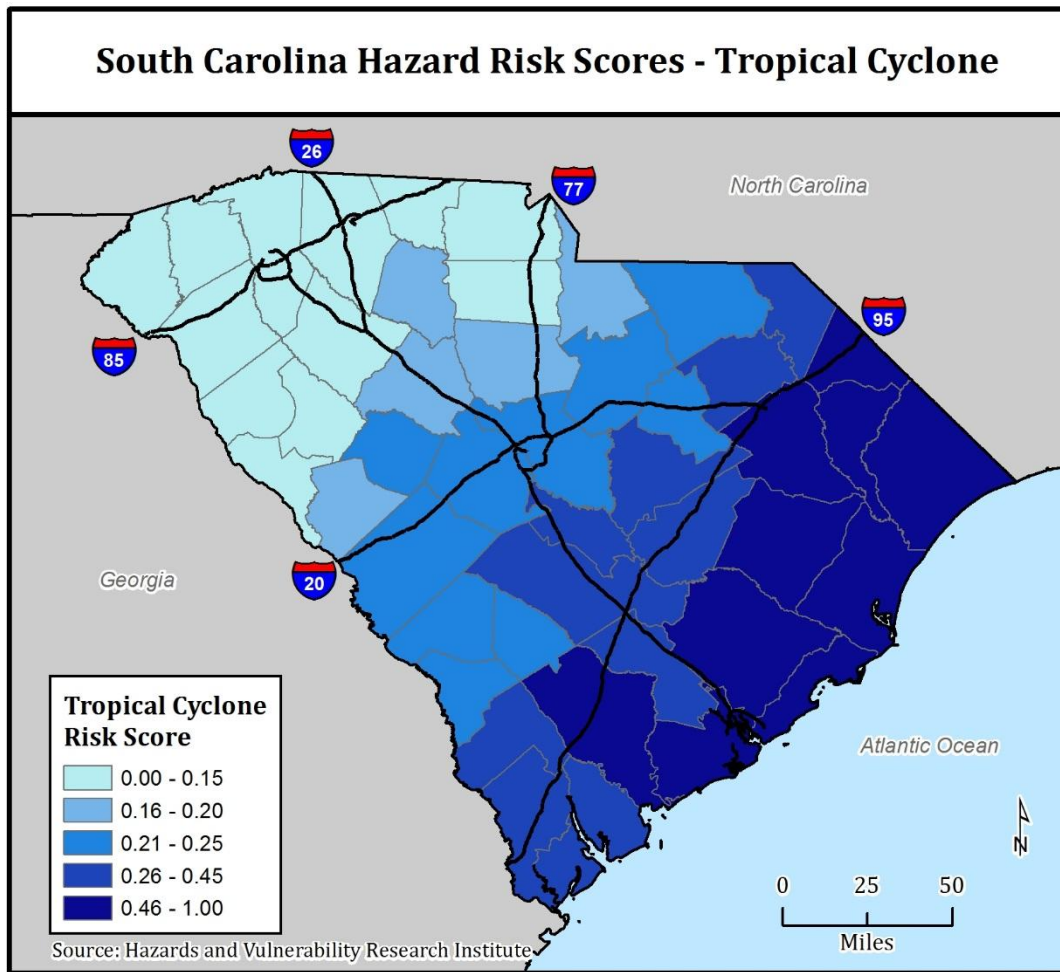 South Carolina Hazard Risk Scores - Tropical Cyclone
26
77
North Carolina
95
85
20
Georgia
Atlantic Ocean
Tropical Cyclone
Risk Score
0.00 - 0.15
0.16 - 0.20
0.21 - 0.25
0.26 - 0.45
0.46 - 1.00
N
0 25 50
Miles
Source: Hazards and Vulnerability Research Institute